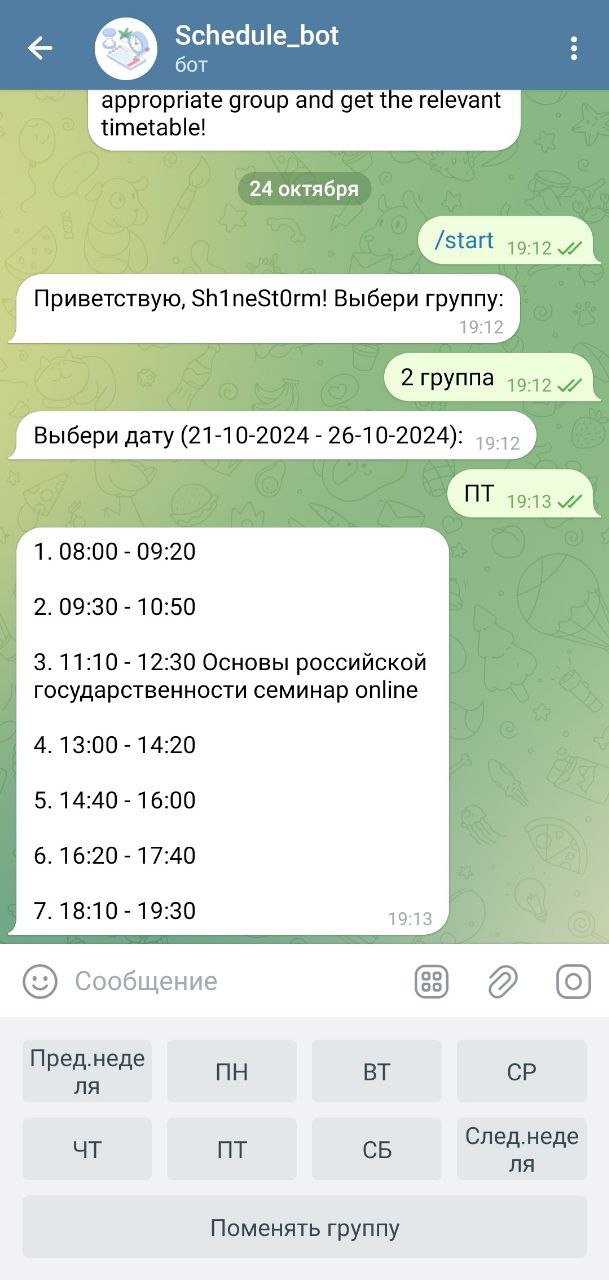 Schedule_bot
бот
appropriate group and get the relevant
timetable!
24 октября
/start 19:12
Приветствую, Sh1neSt0rm! Выбери группу:
19:12
2 группа 19:12
Выбери дату (21-10-2024 - 26-10-2024): 19:12
ПТ 19:13
1. 08:00 - 09:20
2. 09:30 - 10:50
3. 11:10 - 12:30 Основы российской
государственности семинар online
4. 13:00 - 14:20
5. 14:40 - 16:00
6. 16:20 - 17:40
7. 18:10 - 19:30
19:13
Сообщение
Пред.неде
ля
ПН
ВТ
СР
ЧТ
ПТ
СБ
След.неде
ля
Поменять группу